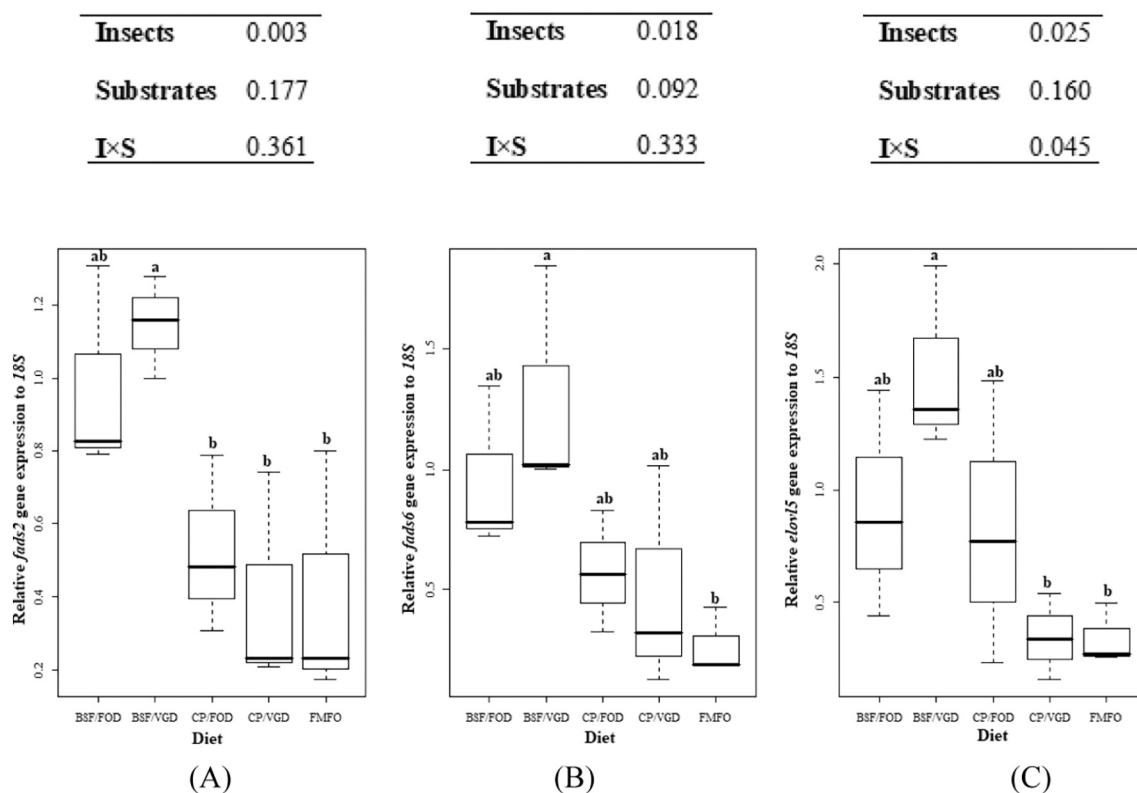 Insects 0.003
Substrates 0.177
I×S 0.361
Insects 0.018
Substrates 0.092
I×S 0.333
Insects 0.025
Substrates 0.160
I×S 0.045
Relative fads2 gene expression to 18S
1.2
1.0
0.8
0.6
0.4
0.2
ab
a
b
b
b
BSF/FOD BSF/VGD CP/FOD CP/VGD FMFO
Diet
(A)
Relative fads6 gene expression to 18S
1.5
1.0
0.5
ab
a
ab
ab
b
BSF/FOD BSF/VGD CP/FOD CP/VGD FMFO
Diet
(B)
Relative elovl5 gene expression to 18S
2.0
1.5
1.0
0.5
ab
a
ab
b
b
BSF/FOD BSF/VGD CP/FOD CP/VGD FMFO
Diet
(C)